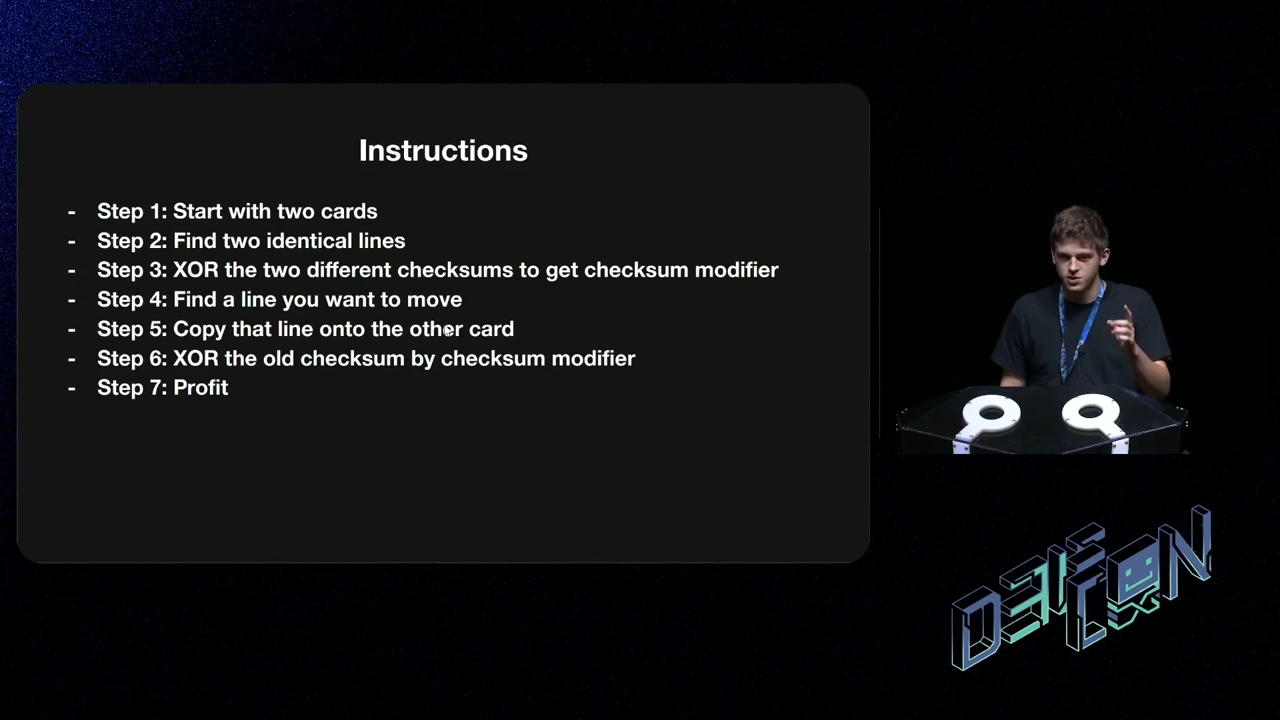 Instructions
- Step 1: Start with two cards
- Step 2: Find two identical lines
- Step 3: XOR the two different checksums to get checksum modifier
- Step 4: Find a line you want to move
- Step 5: Copy that line onto the other card
- Step 6: XOR the old checksum by checksum modifier
- Step 7: Profit
DEF
CON